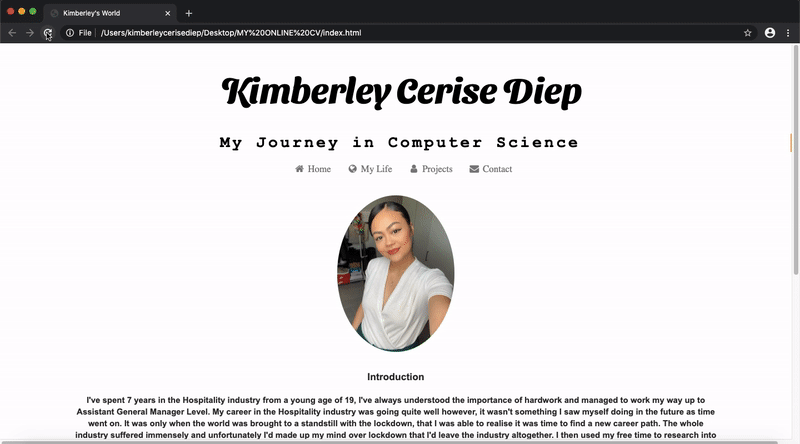 Kimberley's World
File /Users/kimberleycerisediep/Desktop/MY%20ONLINE%20CV/index.html
Kimberley Cerise Diep
My Journey in Computer Science
Home My Life Projects Contact
Introduction
I've spent 7 years in the Hospitality industry from a young age of 19, I've always understood the importance of hardwork and managed to work my way up to
Assistant General Manager Level. My career in the Hospitality industry was going quite well however, it wasn't something I saw myself doing in the future as time
went on. It was only when the world was brought to a standstill with the lockdown, that I was able to realise it was time to find a new career path. The whole
industry suffered immensely and unfortunately I'd made up my mind over lockdown that I'd leave the industry altogether. I then used my free time to research into